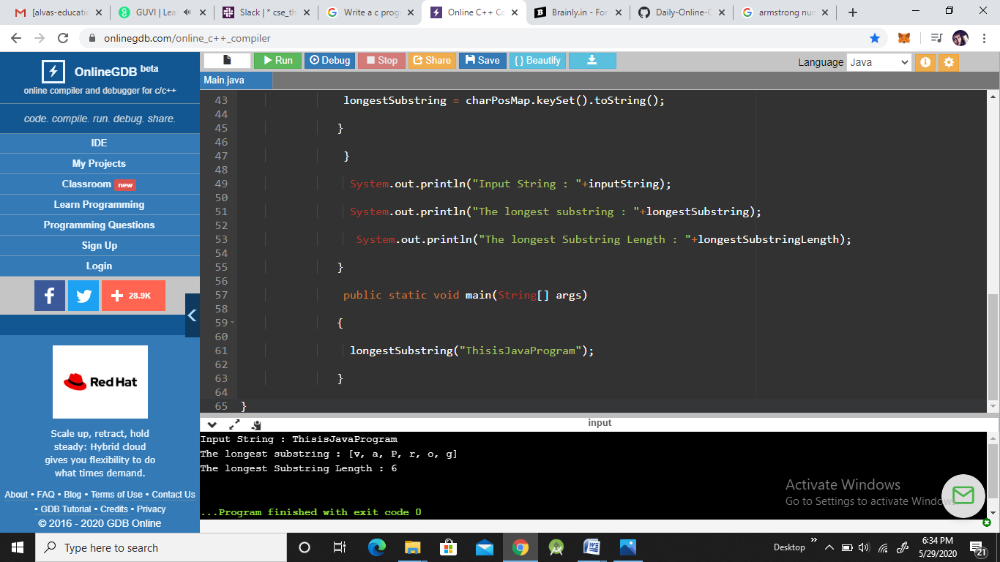 [alvas-educatic
GUVI | Lea
Slack | * cse_th
Write a c prog
Online C++ Co
Brainly.in - For
Daily-Online-C
armstrong nur
onlinegdb.com/online_c++_compiler
OnlineGDB beta
online compiler and debugger for c/c++
code. compile. run. debug. share.
IDE
My Projects
Classroom new
Learn Programming
Programming Questions
Sign Up
Login
f
28.9K
Red Hat
Scale up, retract, hold
steady: Hybrid cloud
gives you flexibility to do
what times demand.
About • FAQ • Blog • Terms of Use • Contact Us
• GDB Tutorial • Credits • Privacy
© 2016 - 2020 GDB Online
Run Debug Stop Share Save { } Beautify
Language Java
Main.java
43 longestSubstring = charPosMap.keySet().toString();
44
45 }
46
47 }
48
49 System.out.println("Input String : "+inputString);
50
51 System.out.println("The longest substring : "+longestSubstring);
52
53 System.out.println("The longest Substring Length : "+longestSubstringLength);
54
55 }
56
57 public static void main(String[] args)
58
59 {
60
61 longestSubstring("ThisisJavaProgram");
62
63 }
64
65 }
input
Input String : ThisisJavaProgram
The longest substring : [v, a, P, r, o, g]
The longest Substring Length : 6
...Program finished with exit code 0
Activate Windows
Go to Settings to activate Windows.
Type here to search
Desktop
6:34 PM
5/29/2020
21